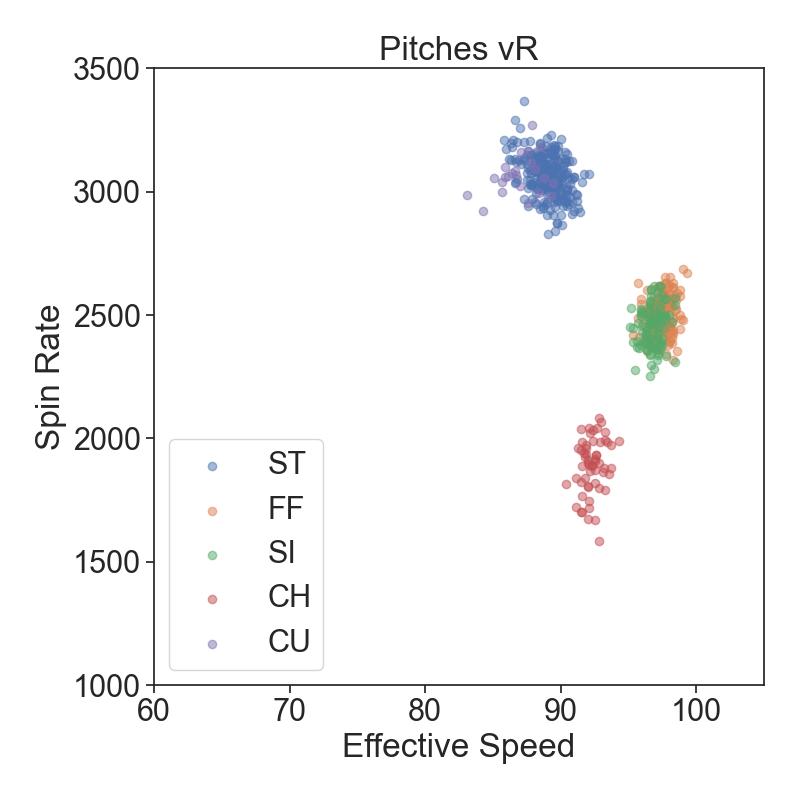 Pitches vR
3500
3000
2500
2000
1500
1000
Spin Rate
ST
FF
SI
CH
CU
60 70 80 90 100
Effective Speed